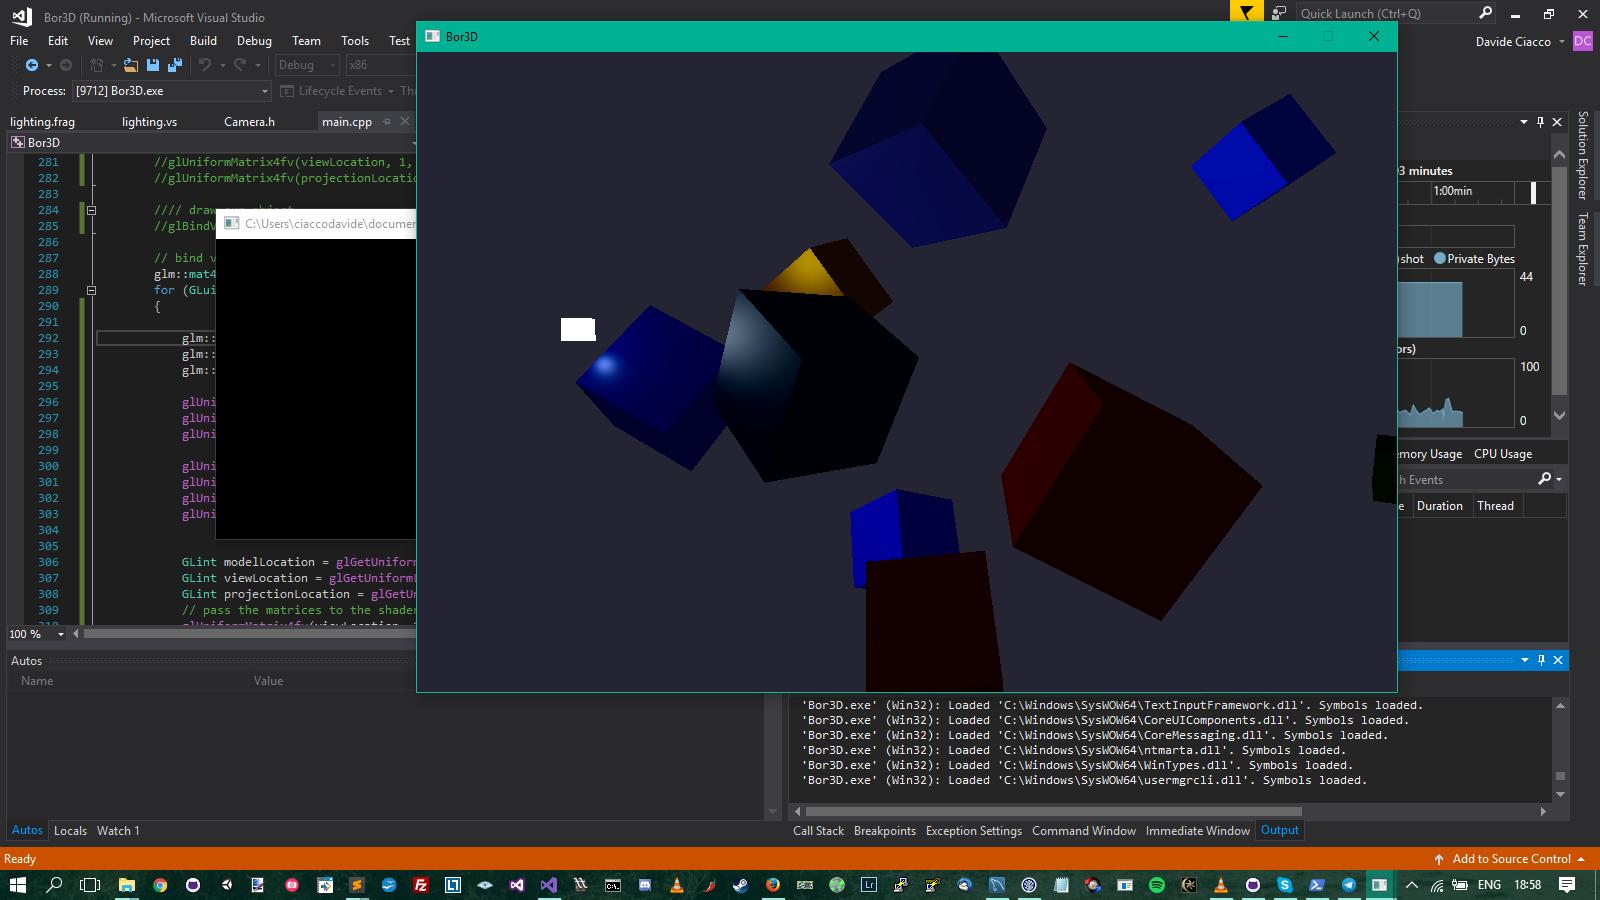 Bor3D (Running) - Microsoft Visual Studio
Quick Launch (Ctrl+Q)
File Edit View Project Build Debug Team Tools Test
Bor3D
Davide Ciacco DC
Debug x86
Process: [9712] Bor3D.exe Lifecycle Events
lighting.frag lighting.vs Camera.h main.cpp
Bor3D
281 //glUniformMatrix4fv(viewLocation, 1,
282 //glUniformMatrix4fv(projectionLocatio
283
284
285 //glBindV
286
287 // bind v
288 glm::mat4
289 for (GLui
290 {
291
292 glm::
293 glm::
294 glm::
295
296 glUni
297 glUni
298 glUni
299
300 glUni
301 glUni
302 glUni
303 glUni
304
305
306 GLint modelLocation = glGetUniform
307 GLint viewLocation = glGetUniforml
308 GLint projectionLocation = glGetU
309 // pass the matrices to the shader
C:\Users\ciaccodavide\documen
3 minutes
1:00min
shot Private Bytes
44
0
ors)
100
0
emory Usage CPU Usage
h Events
e Duration Thread
Solution Explorer
Team Explorer
100 %
Autos
Name Value
'Bor3D.exe' (Win32): Loaded 'C:\Windows\SysWOW64\TextInputFramework.dll'. Symbols loaded.
'Bor3D.exe' (Win32): Loaded 'C:\Windows\SysWOW64\CoreUIComponents.dll'. Symbols loaded.
'Bor3D.exe' (Win32): Loaded 'C:\Windows\SysWOW64\CoreMessaging.dll'. Symbols loaded.
'Bor3D.exe' (Win32): Loaded 'C:\Windows\SysWOW64\ntmarta.dll'. Symbols loaded.
'Bor3D.exe' (Win32): Loaded 'C:\Windows\SysWOW64\WinTypes.dll'. Symbols loaded.
'Bor3D.exe' (Win32): Loaded 'C:\Windows\SysWOW64\usermgrcli.dll'. Symbols loaded.
Autos Locals Watch 1
Call Stack Breakpoints Exception Settings Command Window Immediate Window Output
Ready
Add to Source Control
ENG 18:58